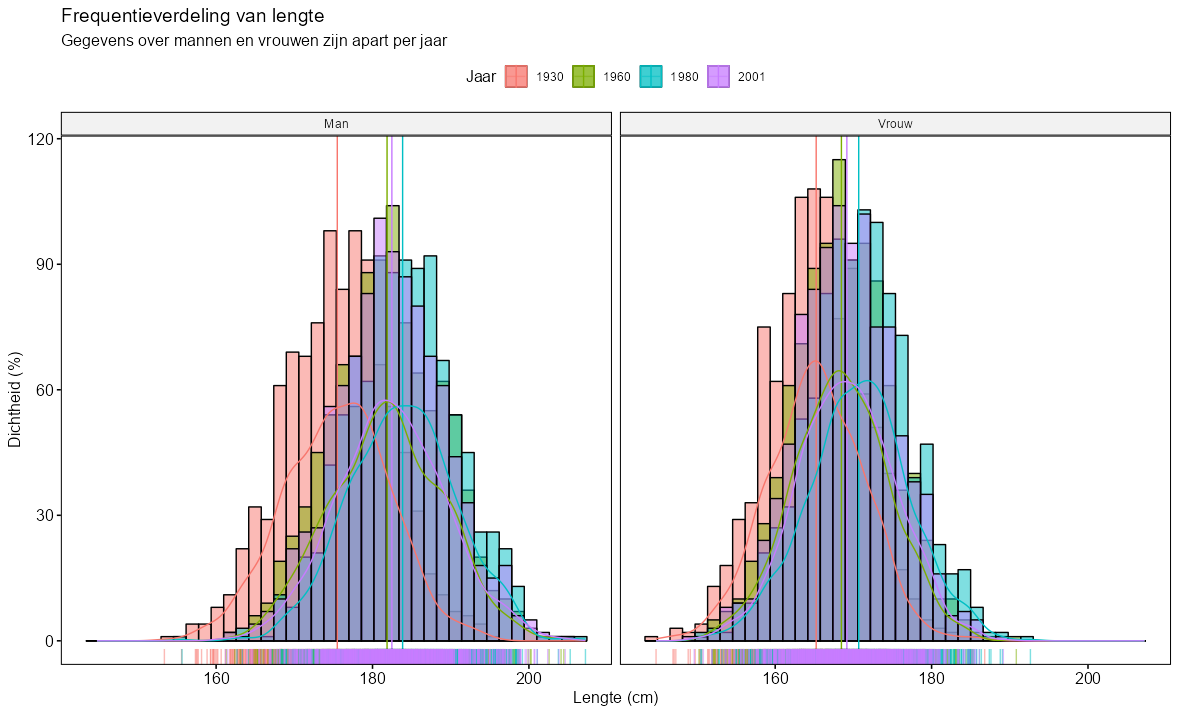 Frequentieverdeling van lengte
Gegevens over mannen en vrouwen zijn apart per jaar
Jaar 1930 1960 1980 2001
Man Vrouw
120
90
60
30
0
Dichtheid (%)
160 180 200 160 180 200
Lengte (cm)